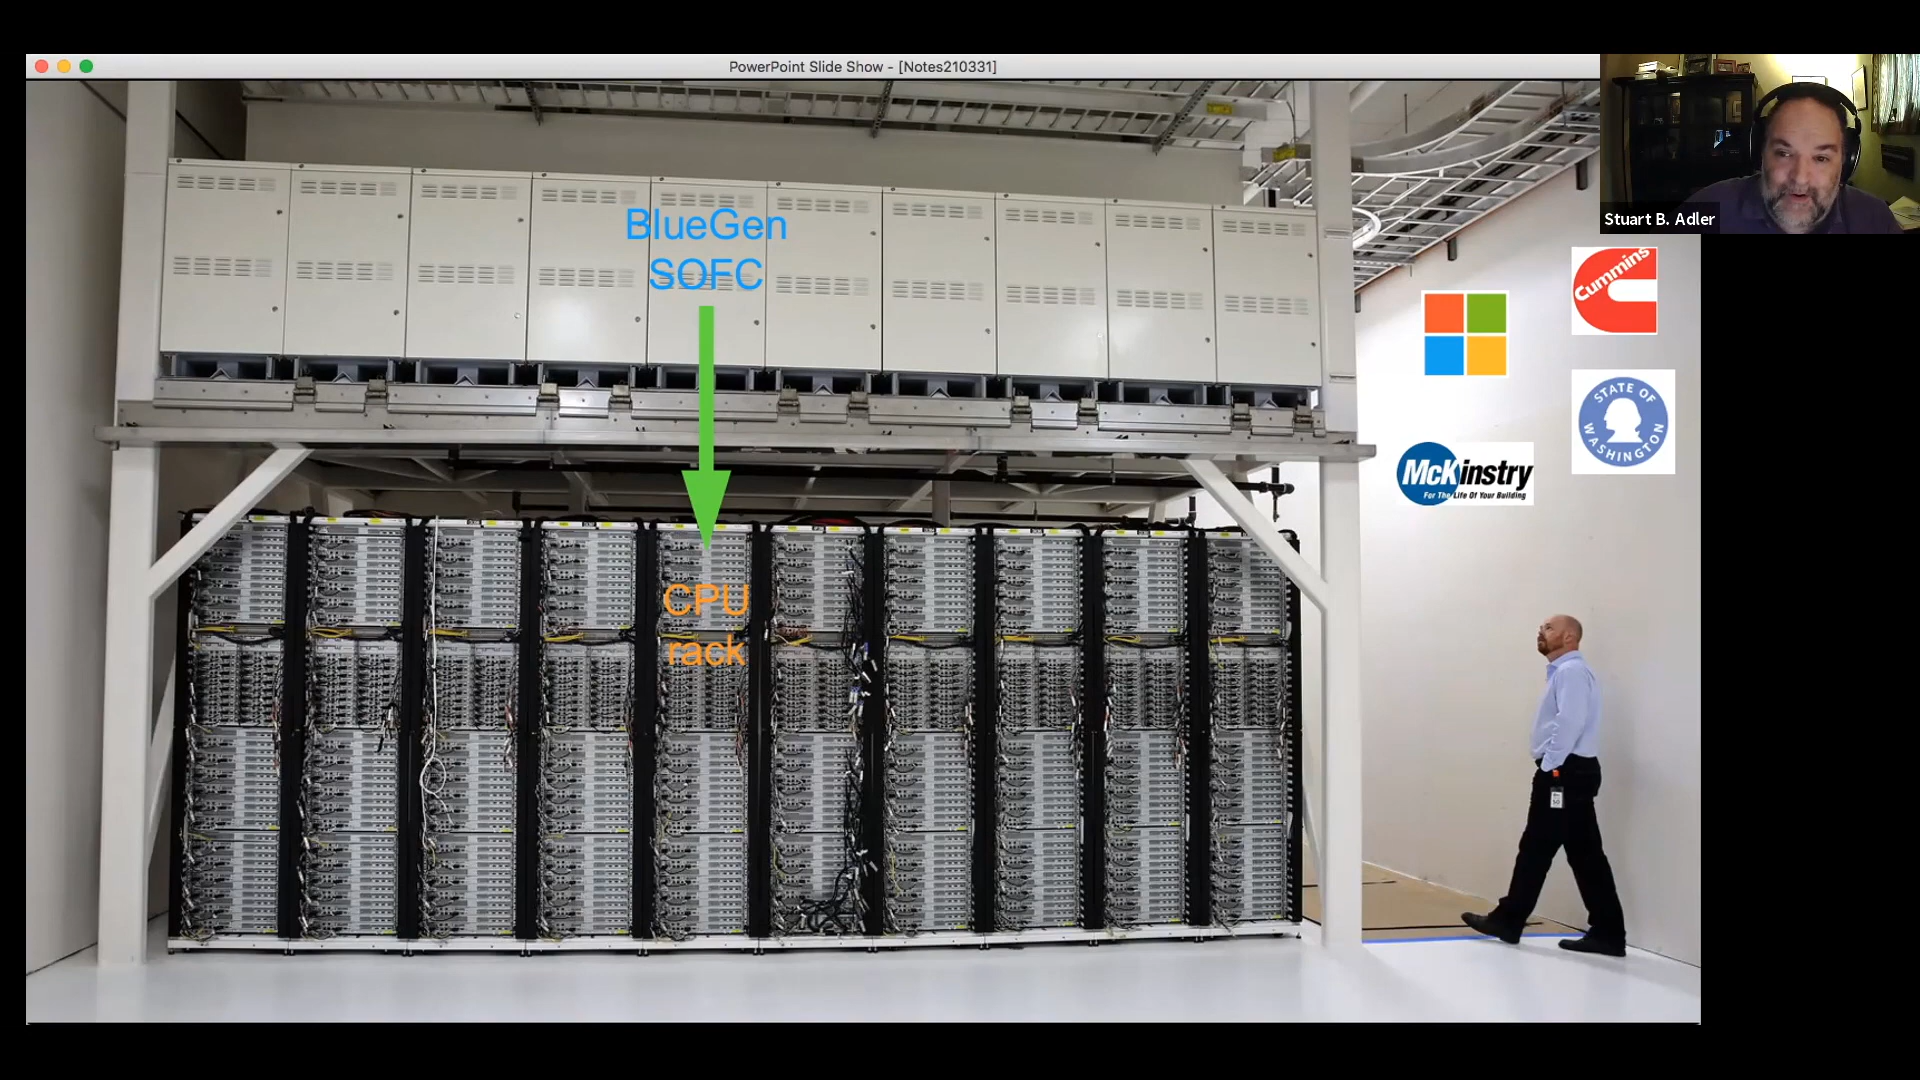 PowerPoint Slide Show - [Notes210331]
Stuart B. Adler
BlueGen
SOFC
Cummins
STATE OF
WASHINGTON
McKinstry
For The Life Of Your Building
CPU
rack